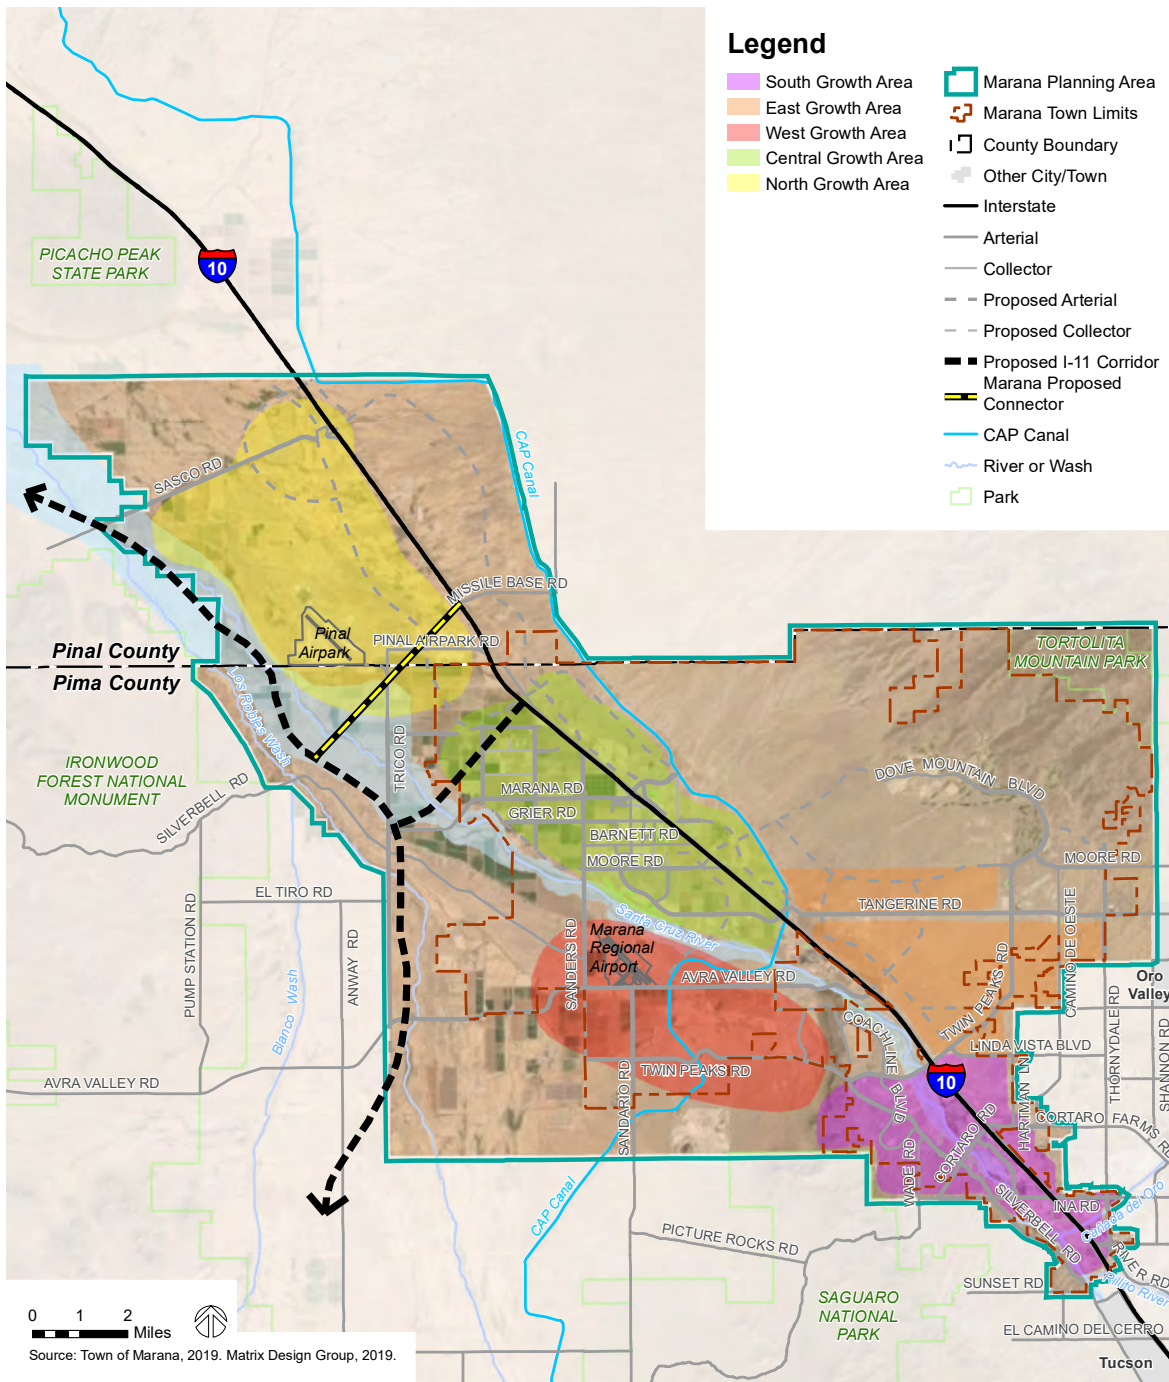 Legend
South Growth Area
East Growth Area
West Growth Area
Central Growth Area
North Growth Area
Marana Planning Area
Marana Town Limits
County Boundary
Other City/Town
Interstate
Arterial
Collector
Proposed Arterial
Proposed Collector
Proposed I-11 Corridor
Marana Proposed
Connector
CAP Canal
River or Wash
Park
PICACHO PEAK
STATE PARK
10
CAP Canal
SASCO RD
MISSILE BASE RD
Pinal
Airpark
PINAL AIRPARK RD
Pinal County
Pima County
TORTOLITA
MOUNTAIN PARK
Los Robles Wash
IRONWOOD
FOREST NATIONAL
MONUMENT
TRICO RD
SILVERBELL RD
MARANA RD
GRIER RD
BARNETT RD
MOORE RD
DOVE MOUNTAIN BLVD
MOORE RD
EL TIRO RD
TANGERINE RD
PUMP STATION RD
ANWAY RD
SANDERS RD
Santa Cruz River
Marana
Regional
Airport
AVRA VALLEY RD
CAMINO DE OESTE
Oro
Valley
TWIN PEAKS RD
Blanco Wash
COACHLINE BLVD
LINDA VISTA BLVD
THORNYDALE RD
SHANNON RD
AVRA VALLEY RD
TWIN PEAKS RD
10
HARTMAN LN
SANDARIO RD
CORTARO FARMS RD
CORTARO RD
WADE RD
CAP Canal
SILVERBELL RD
INA RD
Cañada del Oro
PICTURE ROCKS RD
RIVER RD
SUNSET RD
Rillito River
SAGUARO
NATIONAL
PARK
EL CAMINO DEL CERRO
Tucson
0 1 2
Miles
Source: Town of Marana, 2019. Matrix Design Group, 2019.